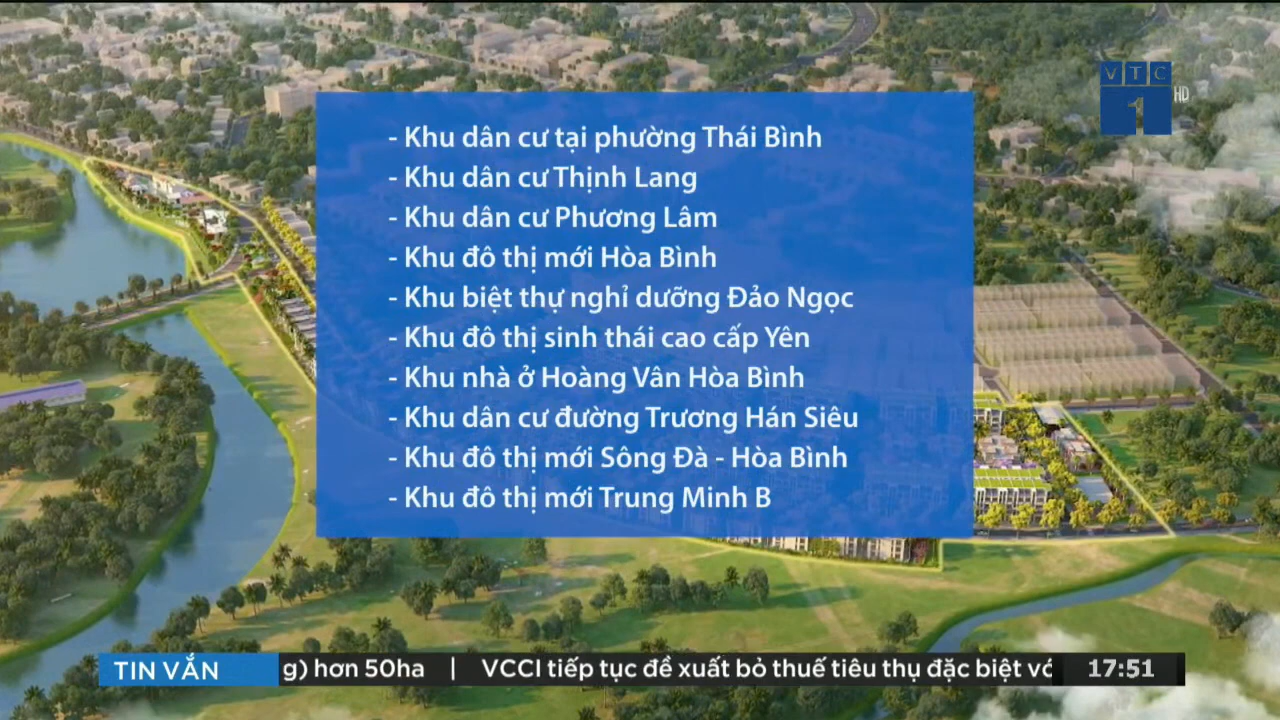 VTC
1
HD
- Khu dân cư tại phường Thái Bình
- Khu dân cư Thịnh Lang
- Khu dân cư Phương Lâm
- Khu đô thị mới Hòa Bình
- Khu biệt thự nghỉ dưỡng Đảo Ngọc
- Khu đô thị sinh thái cao cấp Yên
- Khu nhà ở Hoàng Vân Hòa Bình
- Khu dân cư đường Trương Hán Siêu
- Khu đô thị mới Sông Đà - Hòa Bình
- Khu đô thị mới Trung Minh B
TIN VẮN g) hơn 50ha | VCCI tiếp tục đề xuất bỏ thuế tiêu thụ đặc biệt vớ 17:51